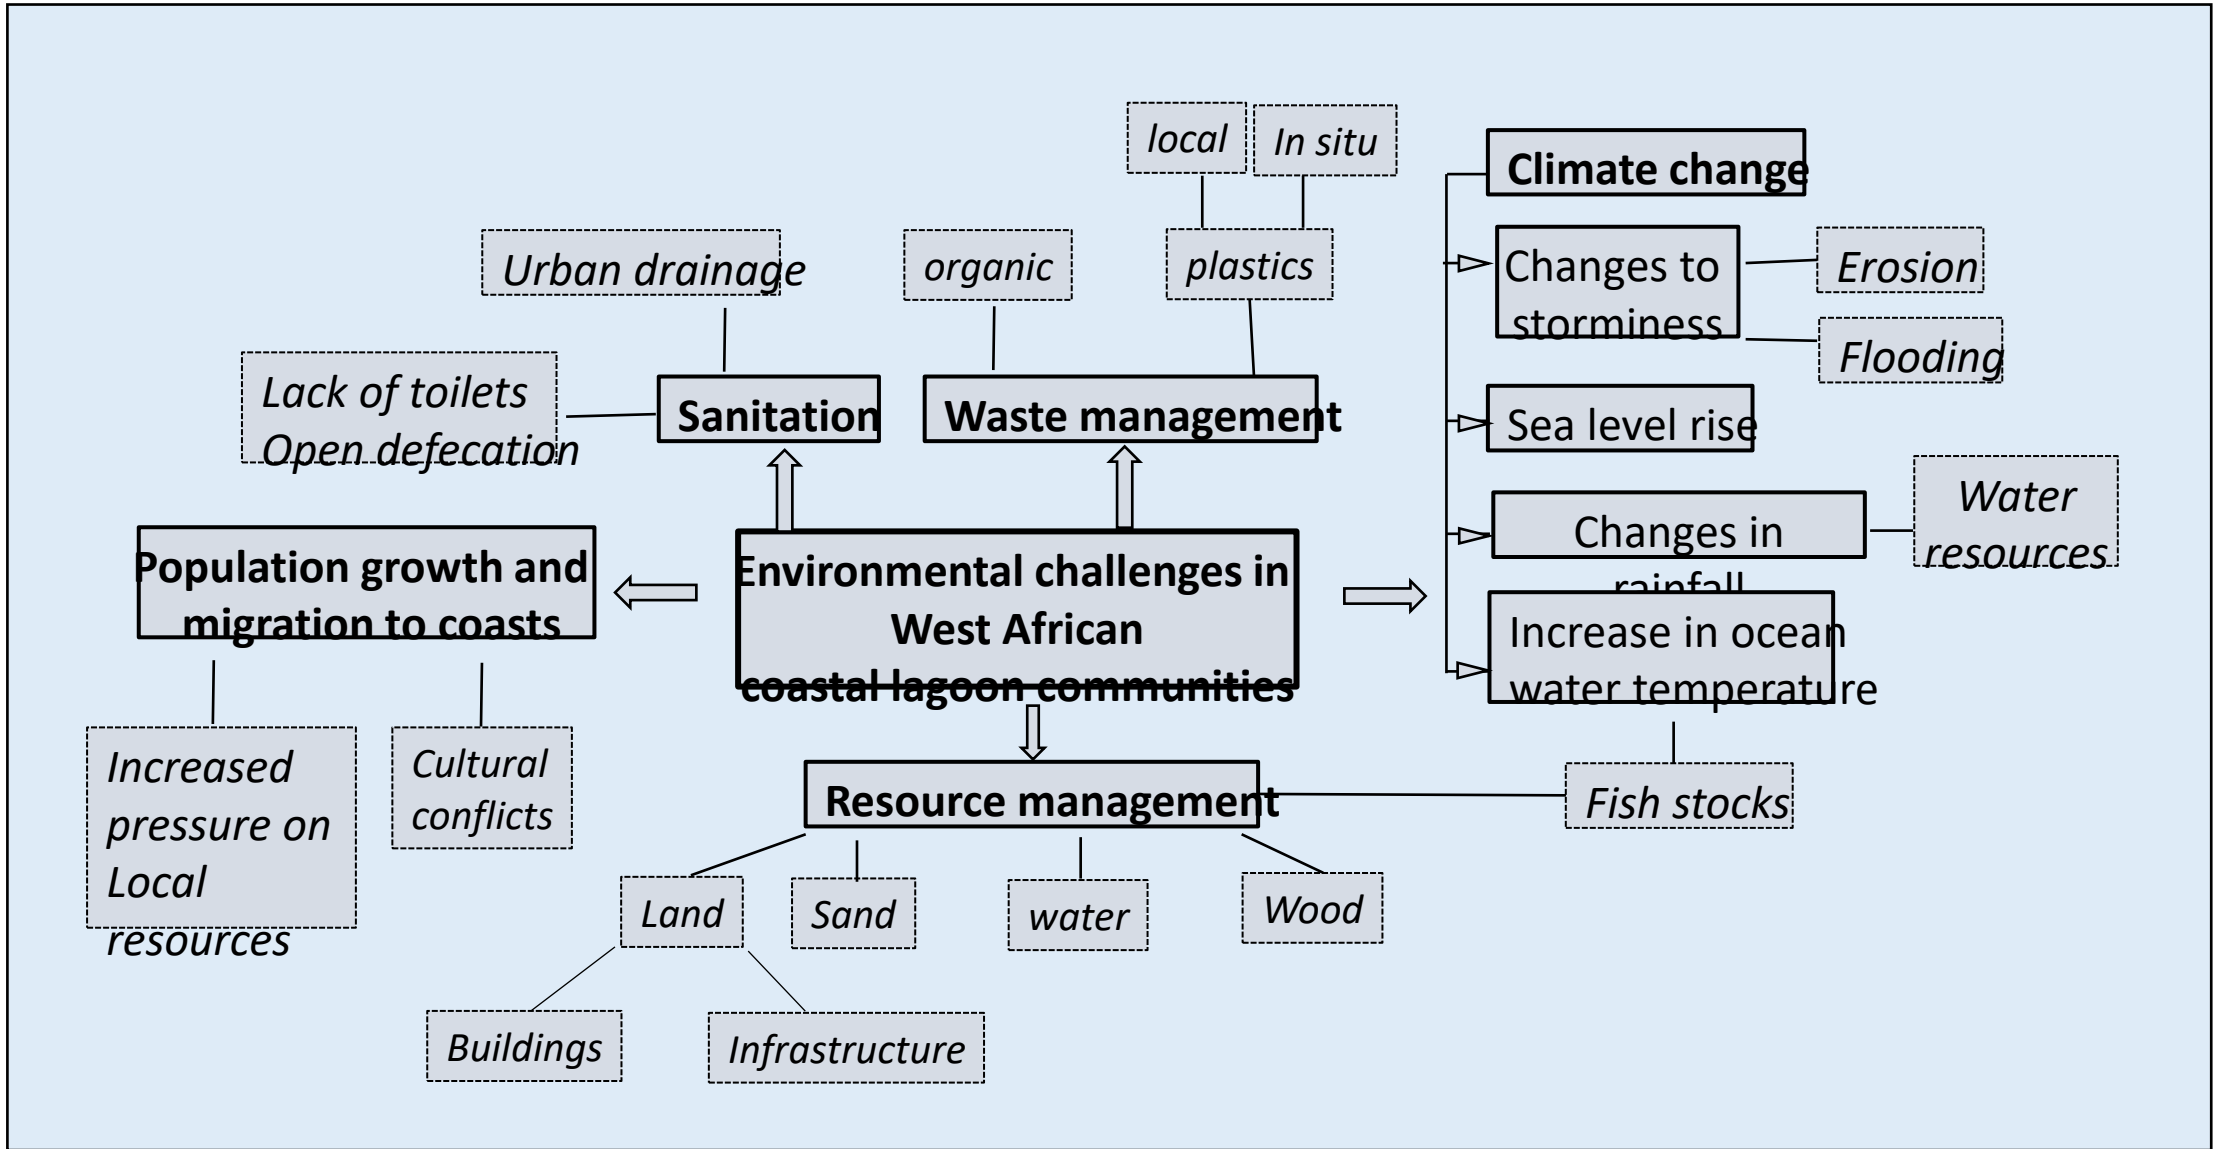 local
In situ
Climate change
Urban drainage
organic
plastics
Changes to
storminess
Erosion
Flooding
Lack of toilets
Open defecation
Sanitation
Waste management
Sea level rise
Changes in
rainfall
Water
resources
Population growth and
migration to coasts
Environmental challenges in
West African
coastal lagoon communities
Increase in ocean
water temperature
Increased
pressure on
Local
resources
Cultural
conflicts
Resource management
Fish stocks
Land
Sand
water
Wood
Buildings
Infrastructure